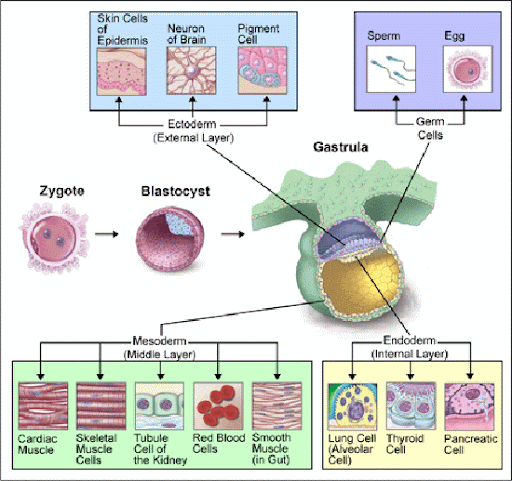 Skin Cells
of
Epidermis
Neuron
of Brain
Pigment
Cell
Sperm
Egg
Ectoderm
(External Layer)
Germ
Cells
Gastrula
Zygote
Blastocyst
Mesoderm
(Middle Layer)
Endoderm
(Internal Layer)
Cardiac
Muscle
Skeletal
Muscle
Cells
Tubule
Cell of
the Kidney
Red Blood
Cells
Smooth
Muscle
(in Gut)
Lung Cell
(Alveolar
Cell)
Thyroid
Cell
Pancreatic
Cell